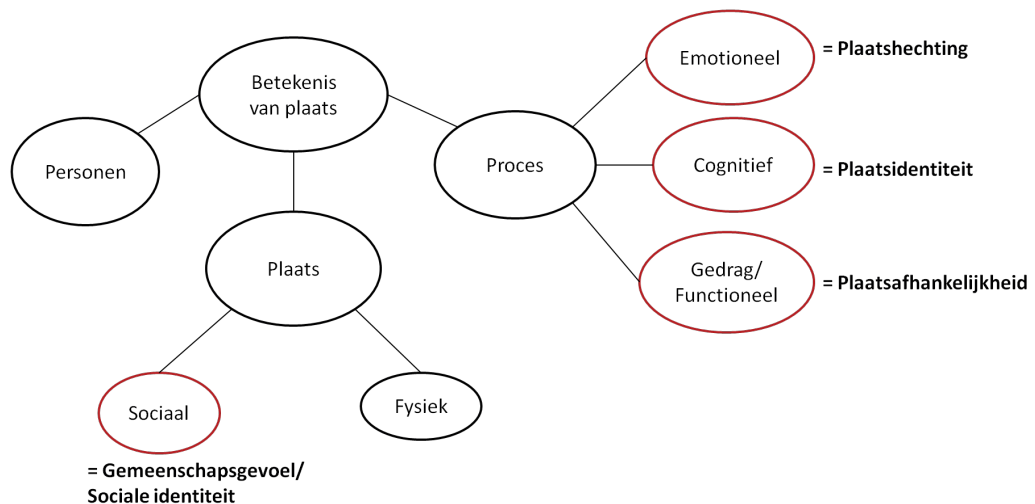 Betekenis
van plaats
Personen
Plaats
Sociaal
= Gemeenschapsgevoel/
Sociale identiteit
Fysiek
Proces
Emotioneel
= Plaatshechting
Cognitief
= Plaatsidentiteit
Gedrag/
Functioneel
= Plaatsafhankelijkheid